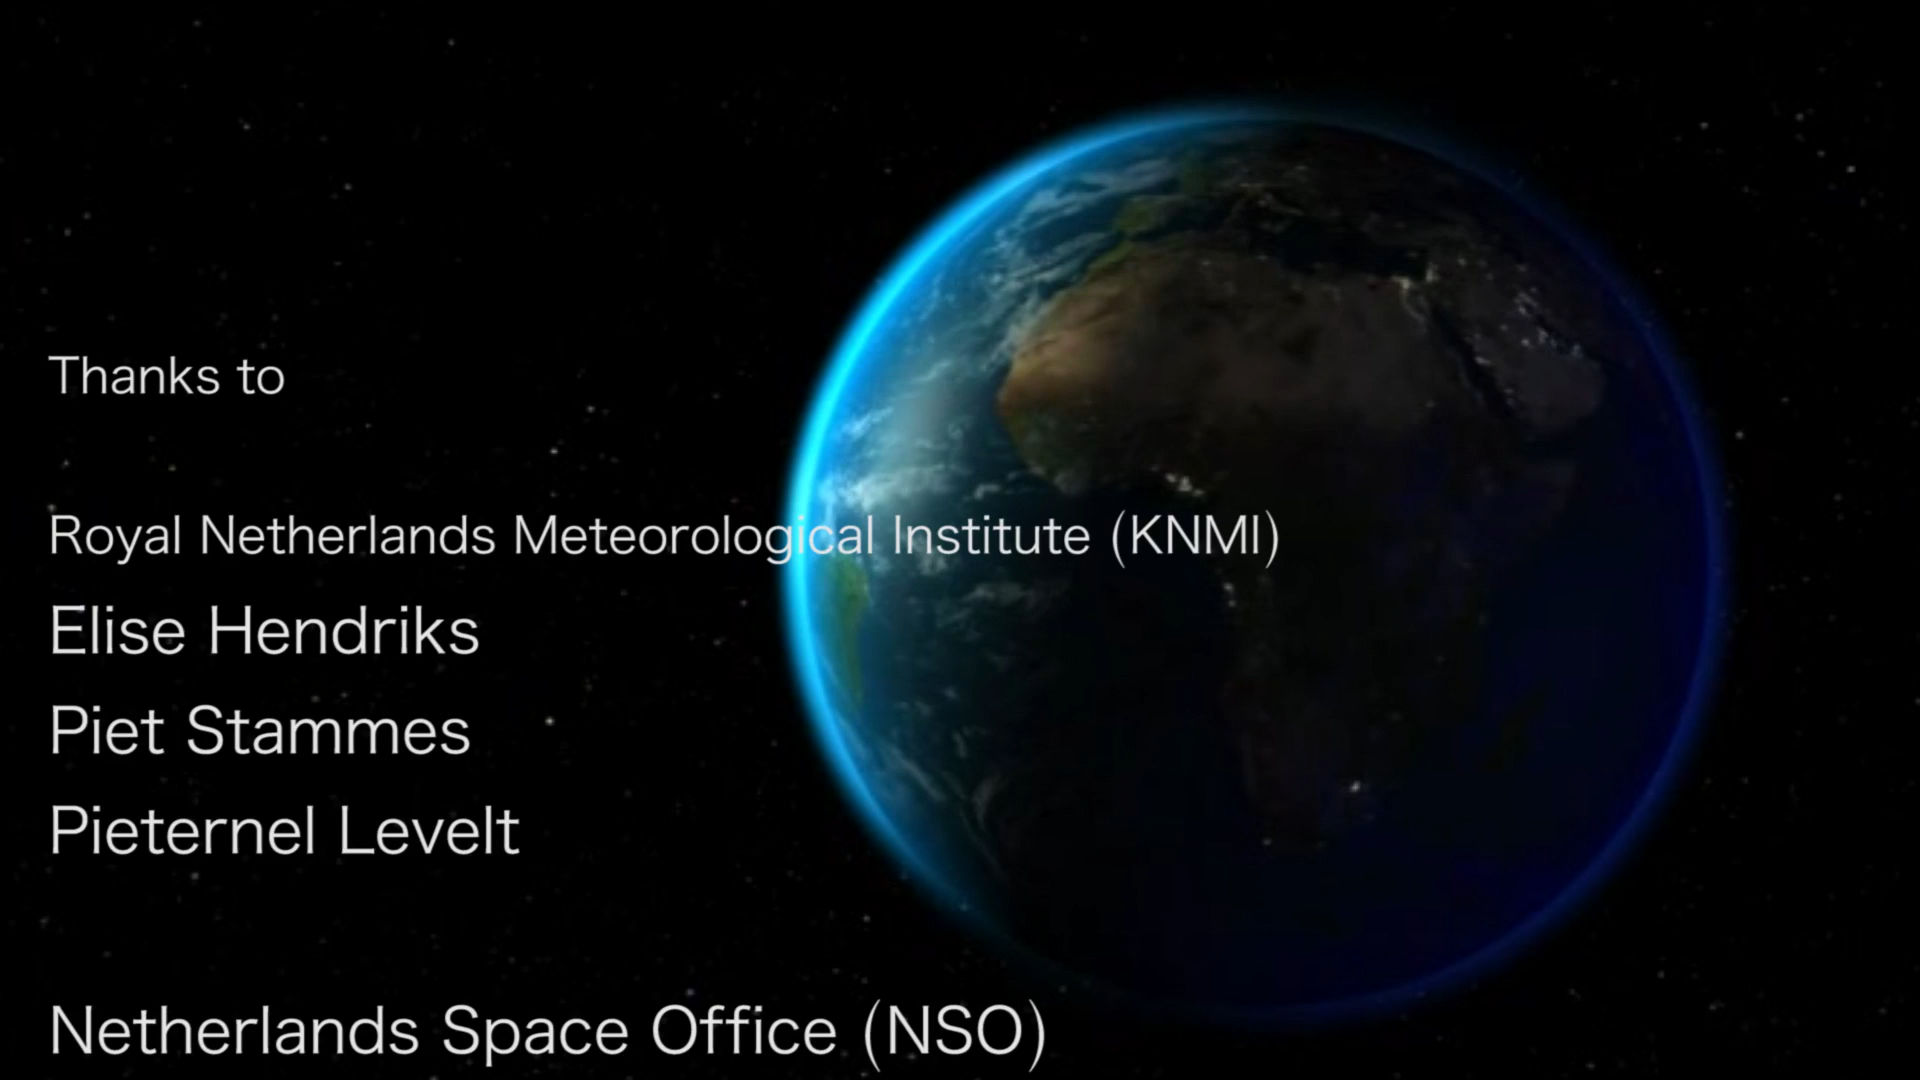 Thanks to
Royal Netherlands Meteorological Institute (KNMI)
Elise Hendriks
Piet Stammes
Pieternel Levelt
Netherlands Space Office (NSO)